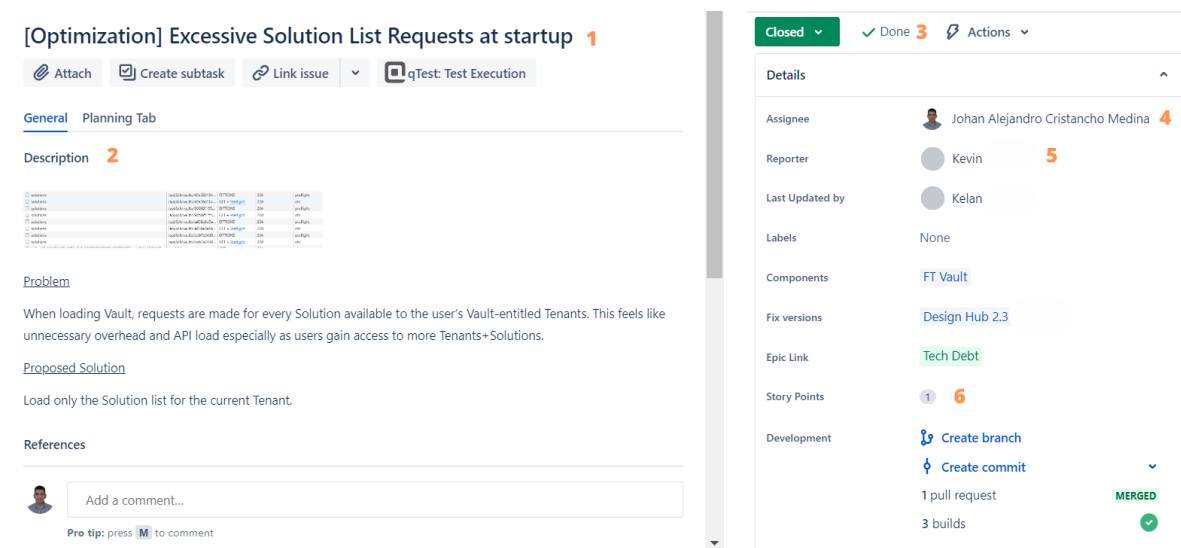 [Optimization] Excessive Solution List Requests at startup 1
Attach Create subtask Link issue qTest: Test Execution
General Planning Tab
Description 2
Problem
When loading Vault, requests are made for every Solution available to the user's Vault-entitled Tenants. This feels like
unnecessary overhead and API load especially as users gain access to more Tenants+Solutions.
Proposed Solution
Load only the Solution list for the current Tenant.
References
Add a comment...
Pro tip: press M to comment
Closed Done 3 Actions
Details
Assignee Johan Alejandro Cristancho Medina 4
Reporter Kevin 5
Last Updated by Kelan
Labels None
Components FT Vault
Fix versions Design Hub 2.3
Epic Link Tech Debt
Story Points 1 6
Development Create branch
Create commit
1 pull request MERGED
3 builds